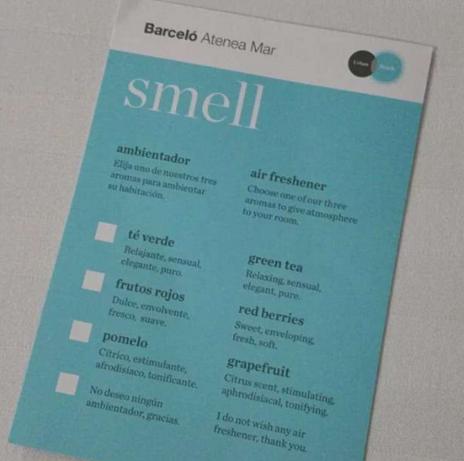 Barceló Atenea Mar
Urban Beach
smell
ambientador
Elija uno de nuestros tres
aromas para ambientar
su habitación.
air freshener
Choose one of our three
aromas to give atmosphere
to your room.
té verde
Relajante, sensual,
elegante, puro.
green tea
Relaxing, sensual,
elegant, pure.
frutos rojos
Dulce, envolvente,
fresco, suave.
red berries
Sweet, enveloping,
fresh, soft.
pomelo
Cítrico, estimulante,
afrodisíaco, tonificante.
grapefruit
Citrus scent, stimulating,
aphrodisiacal, tonifying.
No deseo ningún
ambientador, gracias.
I do not wish any air
freshener, thank you.